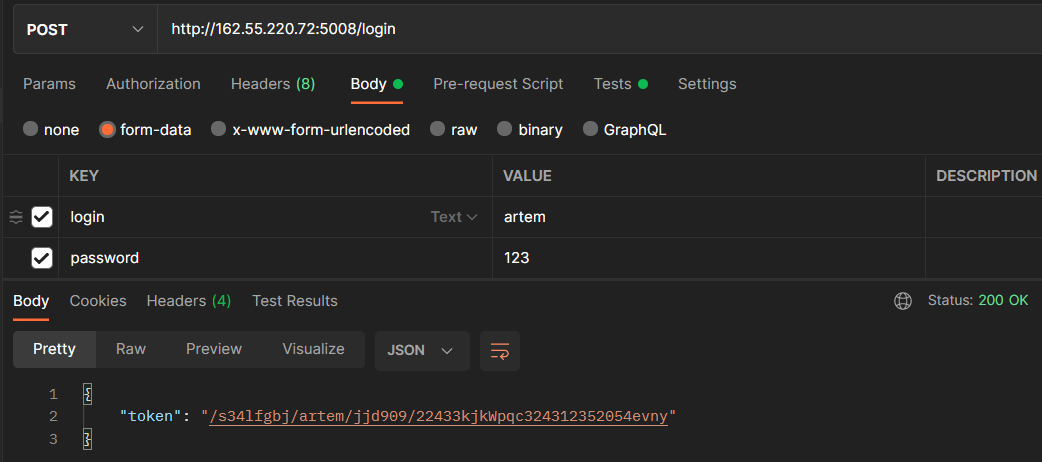 POST http://162.55.220.72:5008/login
Params Authorization Headers (8) Body Pre-request Script Tests Settings
none form-data x-www-form-urlencoded raw binary GraphQL
KEY VALUE DESCRIPTION
login Text artem
password 123
Body Cookies Headers (4) Test Results Status: 200 OK
Pretty Raw Preview Visualize JSON
1 {
2 "token": "/s34lfgbj/artem/jjd909/22433kjkWpqc324312352054evny"
3 }